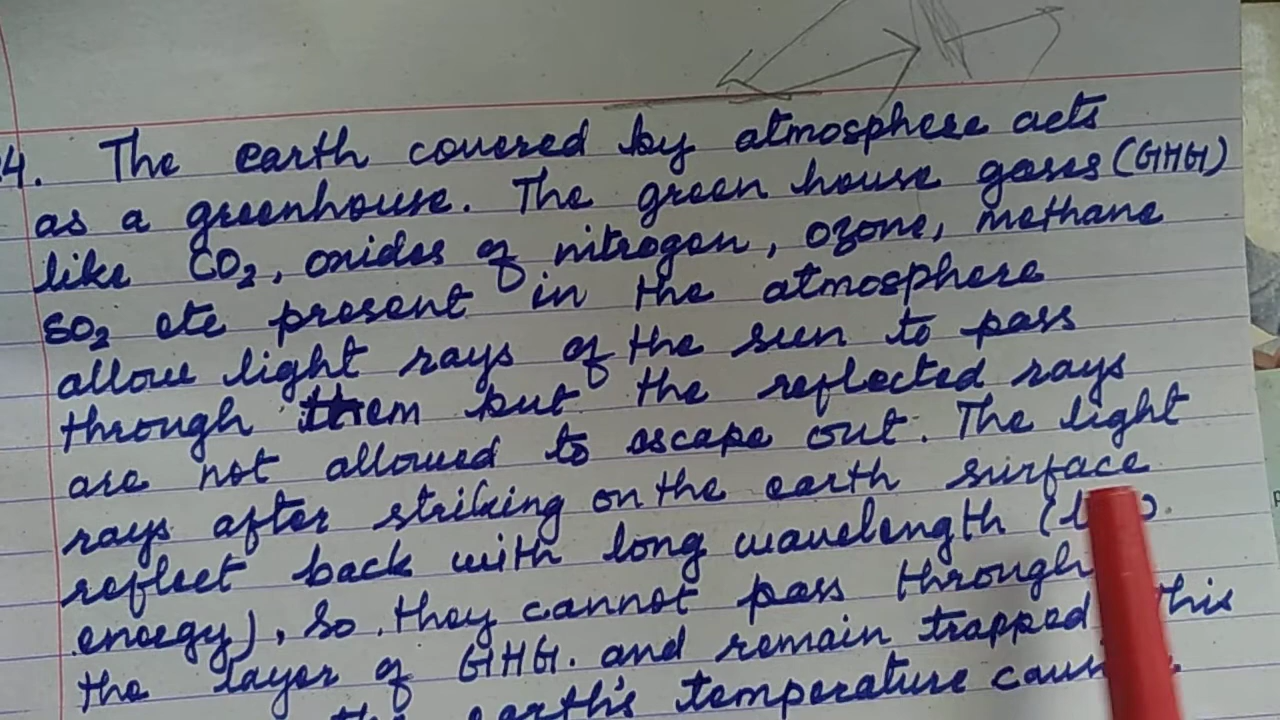 4. The earth covered by atmosphere acts
as a greenhouse. The green house gases (GHG)
like CO2, oxides of nitrogen, ozone, methane
SO2 etc present in the atmosphere
allow light rays of the sun to pass
through them but the reflected rays
are not allowed to escape out. The light
rays after striking on the earth surface
reflect back with long wavelength (
energy), so they cannot pass through
the layer of GHG. and remain trapped. This
the earth's temperature